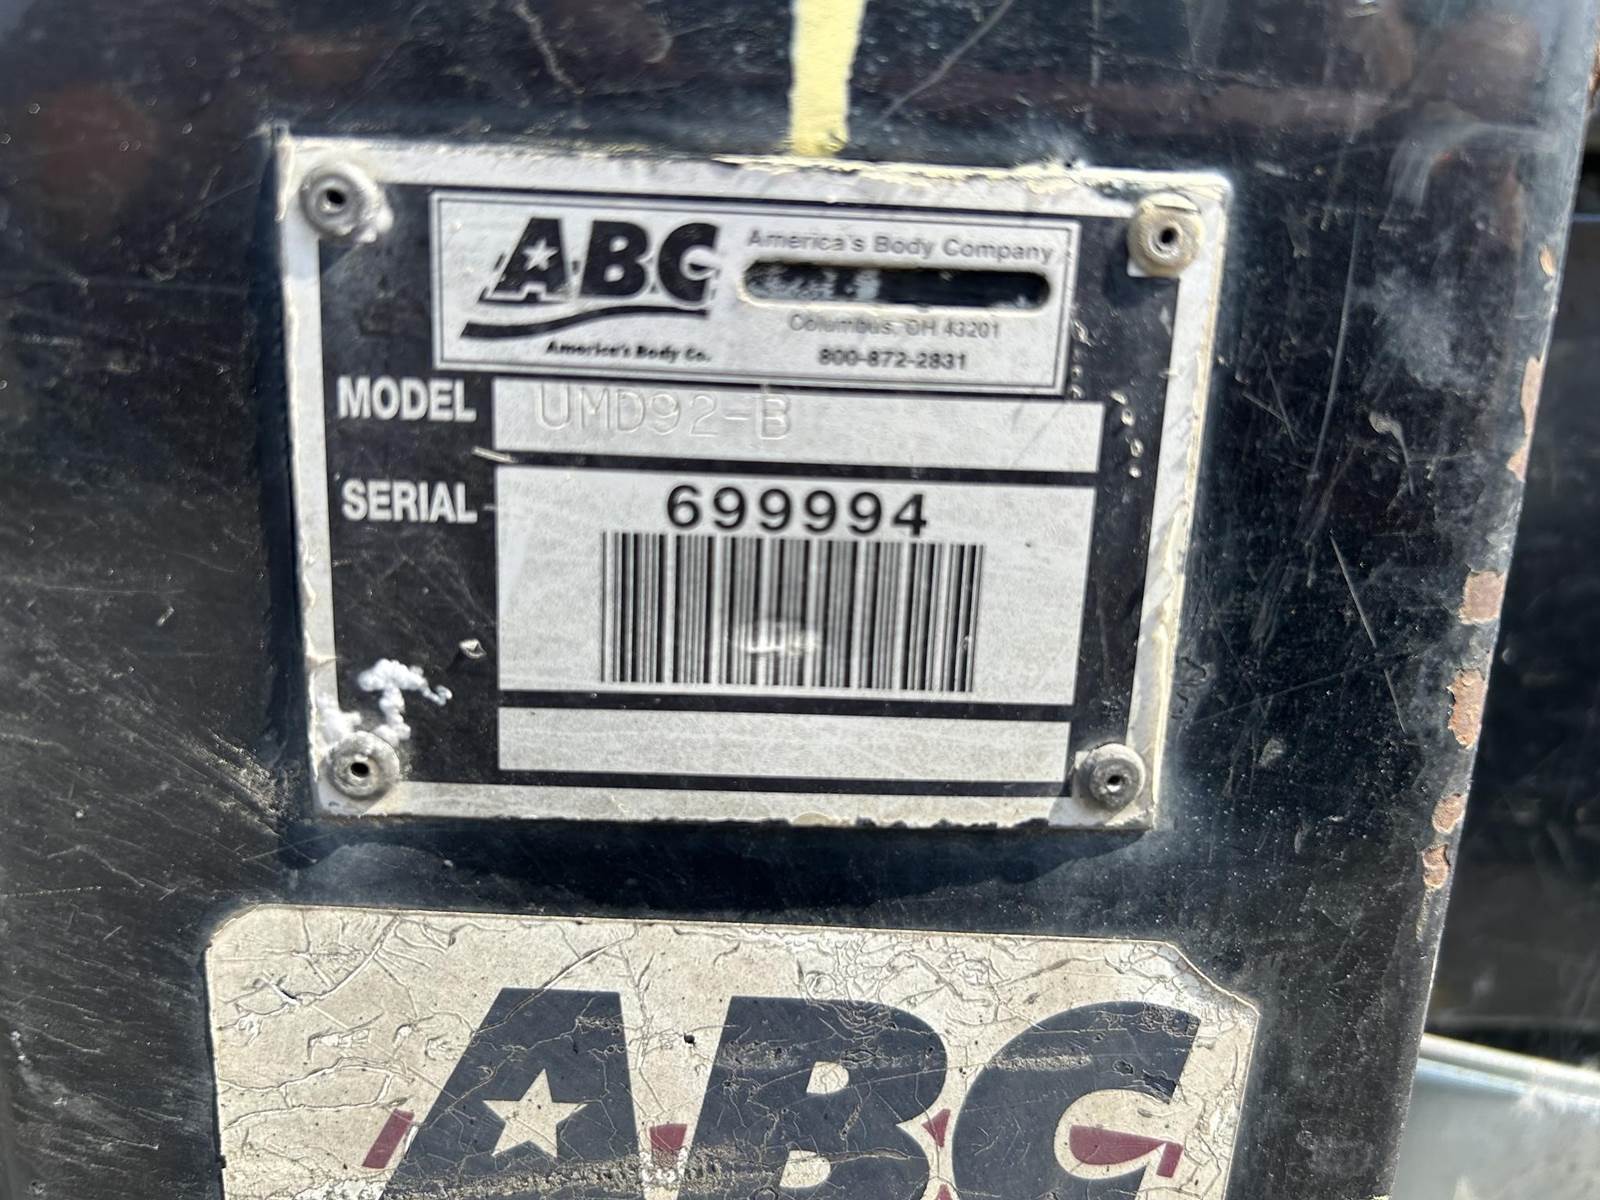 ABC
America's Body Co.
America's Body Company
Columbus, OH 43201
800-872-2831
MODEL UMD92-B
SERIAL 699994
ABC